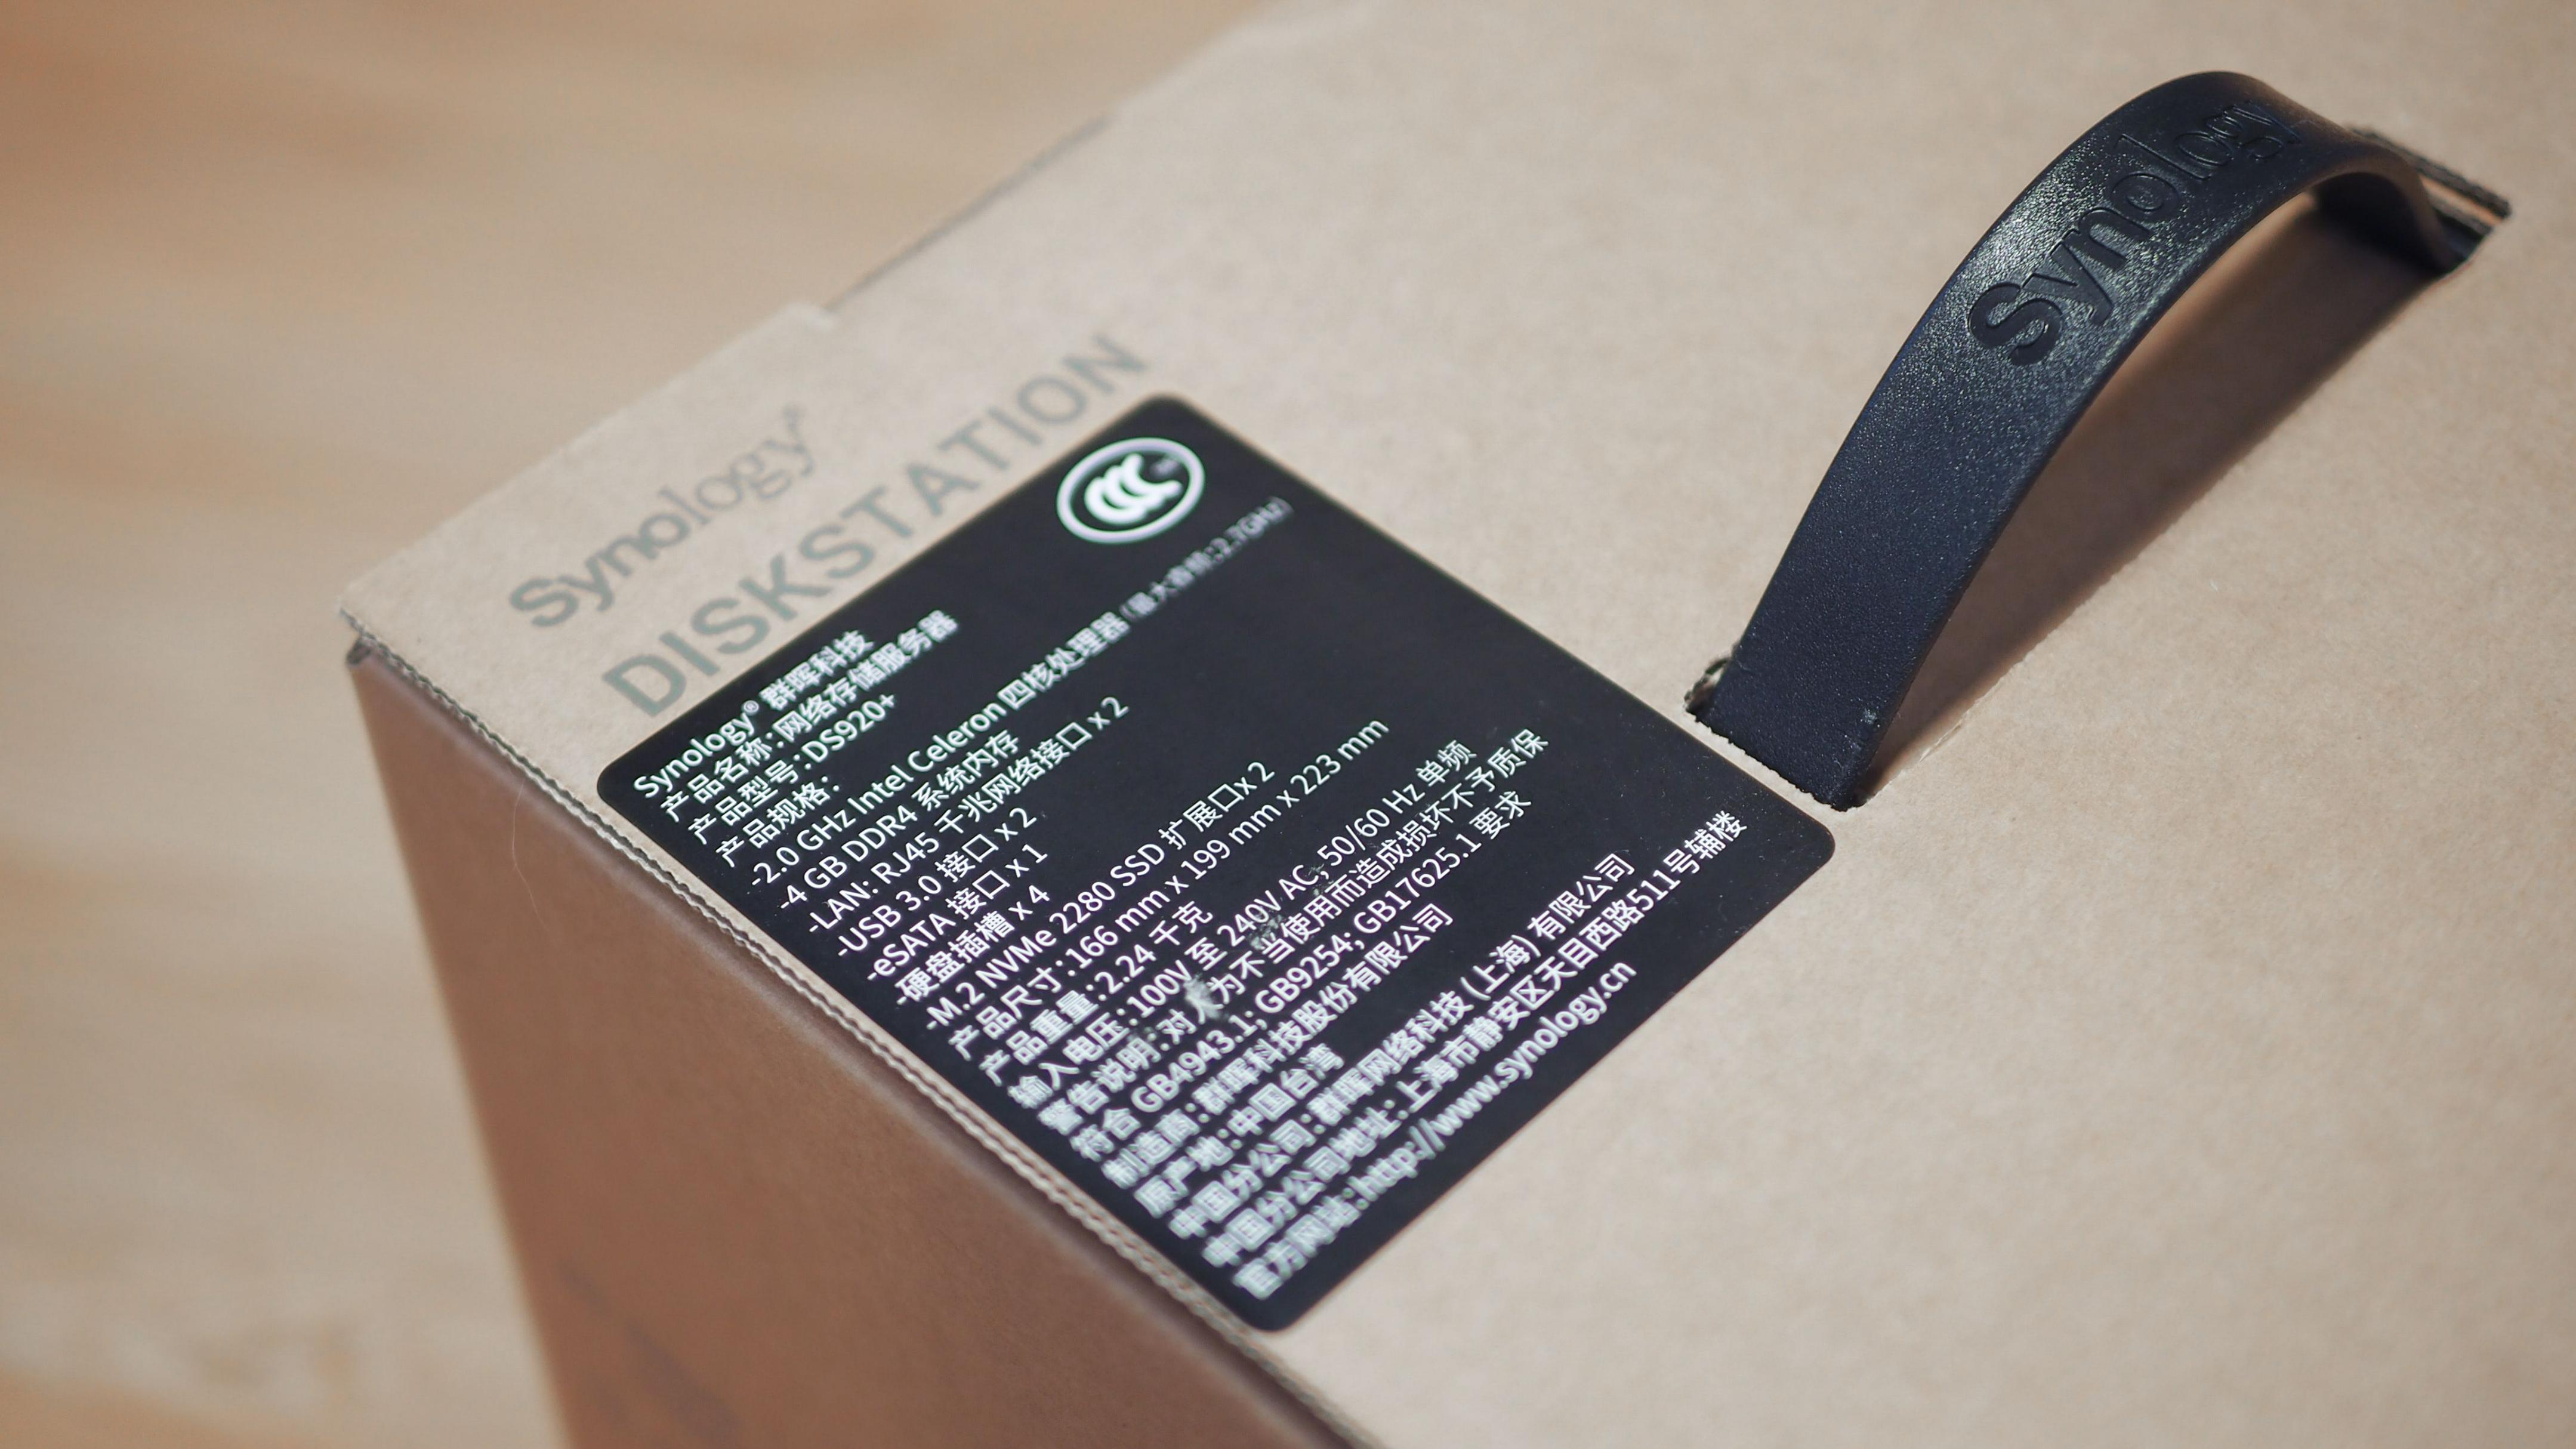 Synology
Synology®
DISKSTATION
Synology® 群晖科技
产品名称：网络存储服务器
产品型号：DS920+
产品规格：
-2.0 GHz Intel Celeron 四核处理器（最大睿频：2.7GHz）
-4 GB DDR4 系统内存
-LAN: RJ45 千兆网络接口 x 2
-USB 3.0 接口 x 2
-eSATA 接口 x 1
-硬盘插槽 x 4
-M.2 NVMe 2280 SSD 扩展口x 2
产品尺寸：166 mm x 199 mm x 223 mm
产品重量：2.24 千克
输入电压：100V 至 240V AC, 50/60 Hz 单频
警告说明：对 为不当使用而造成损坏不予质保
符合 GB4943.1; GB9254; GB17625.1 要求
制造商：群晖科技股份有限公司
原产地：中国台湾
中国分公司：群晖网络科技 (上海) 有限公司
中国分公司地址：上海市静安区天目西路511号辅楼
官方网站：http://www.synology.cn